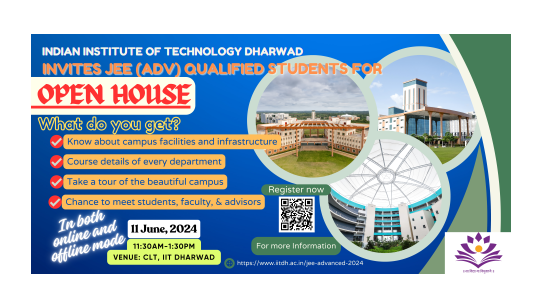 INDIAN INSTITUTE OF TECHNOLOGY DHARWAD
INVITES JEE (ADV) QUALIFIED STUDENTS FOR
OPEN HOUSE
What do you get?
Know about campus facilities and infrastructure
Course details of every department
Take a tour of the beautiful campus
Chance to meet students, faculty, & advisors
Register now
In both
online and
offline mode
11 June, 2024
11:30AM-1:30PM
VENUE: CLT, IIT DHARWAD
For more Information
https://www.iitdh.ac.in/jee-advanced-2024